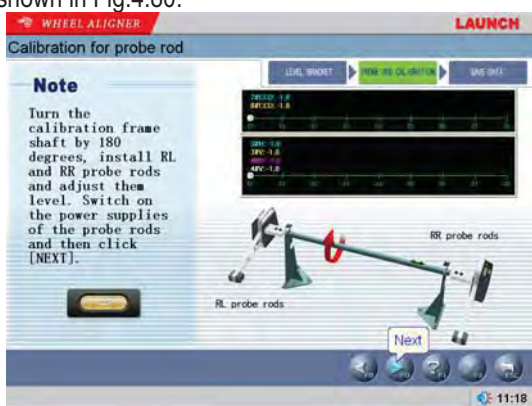 shown in Fig.4.60.
WHEEL ALIGNER
LAUNCH
Calibration for probe rod
LEVEL BRACKET
PROBE ROD CALIBRATION
SAVE DATA
Note
Turn the
calibration frame
shaft by 180
degrees, install RL
and RR probe rods
and adjust them
level. Switch on
the power supplies
of the probe rods
and then click
[NEXT].
RR probe rods
RL probe rods
Next
11:18